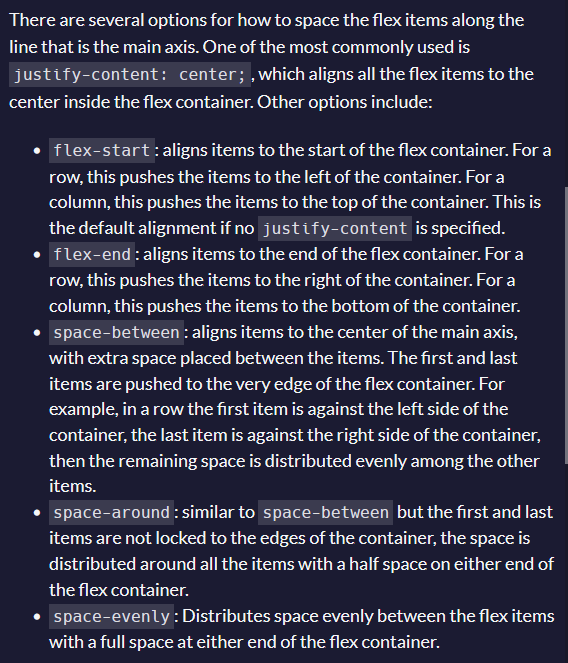 There are several options for how to space the flex items along the
line that is the main axis. One of the most commonly used is
justify-content: center;, which aligns all the flex items to the
center inside the flex container. Other options include:
• flex-start: aligns items to the start of the flex container. For a
row, this pushes the items to the left of the container. For a
column, this pushes the items to the top of the container. This is
the default alignment if no justify-content is specified.
• flex-end: aligns items to the end of the flex container. For a
row, this pushes the items to the right of the container. For a
column, this pushes the items to the bottom of the container.
• space-between: aligns items to the center of the main axis,
with extra space placed between the items. The first and last
items are pushed to the very edge of the flex container. For
example, in a row the first item is against the left side of the
container, the last item is against the right side of the container,
then the remaining space is distributed evenly among the other
items.
• space-around: similar to space-between but the first and last
items are not locked to the edges of the container, the space is
distributed around all the items with a half space on either end of
the flex container.
• space-evenly: Distributes space evenly between the flex items
with a full space at either end of the flex container.